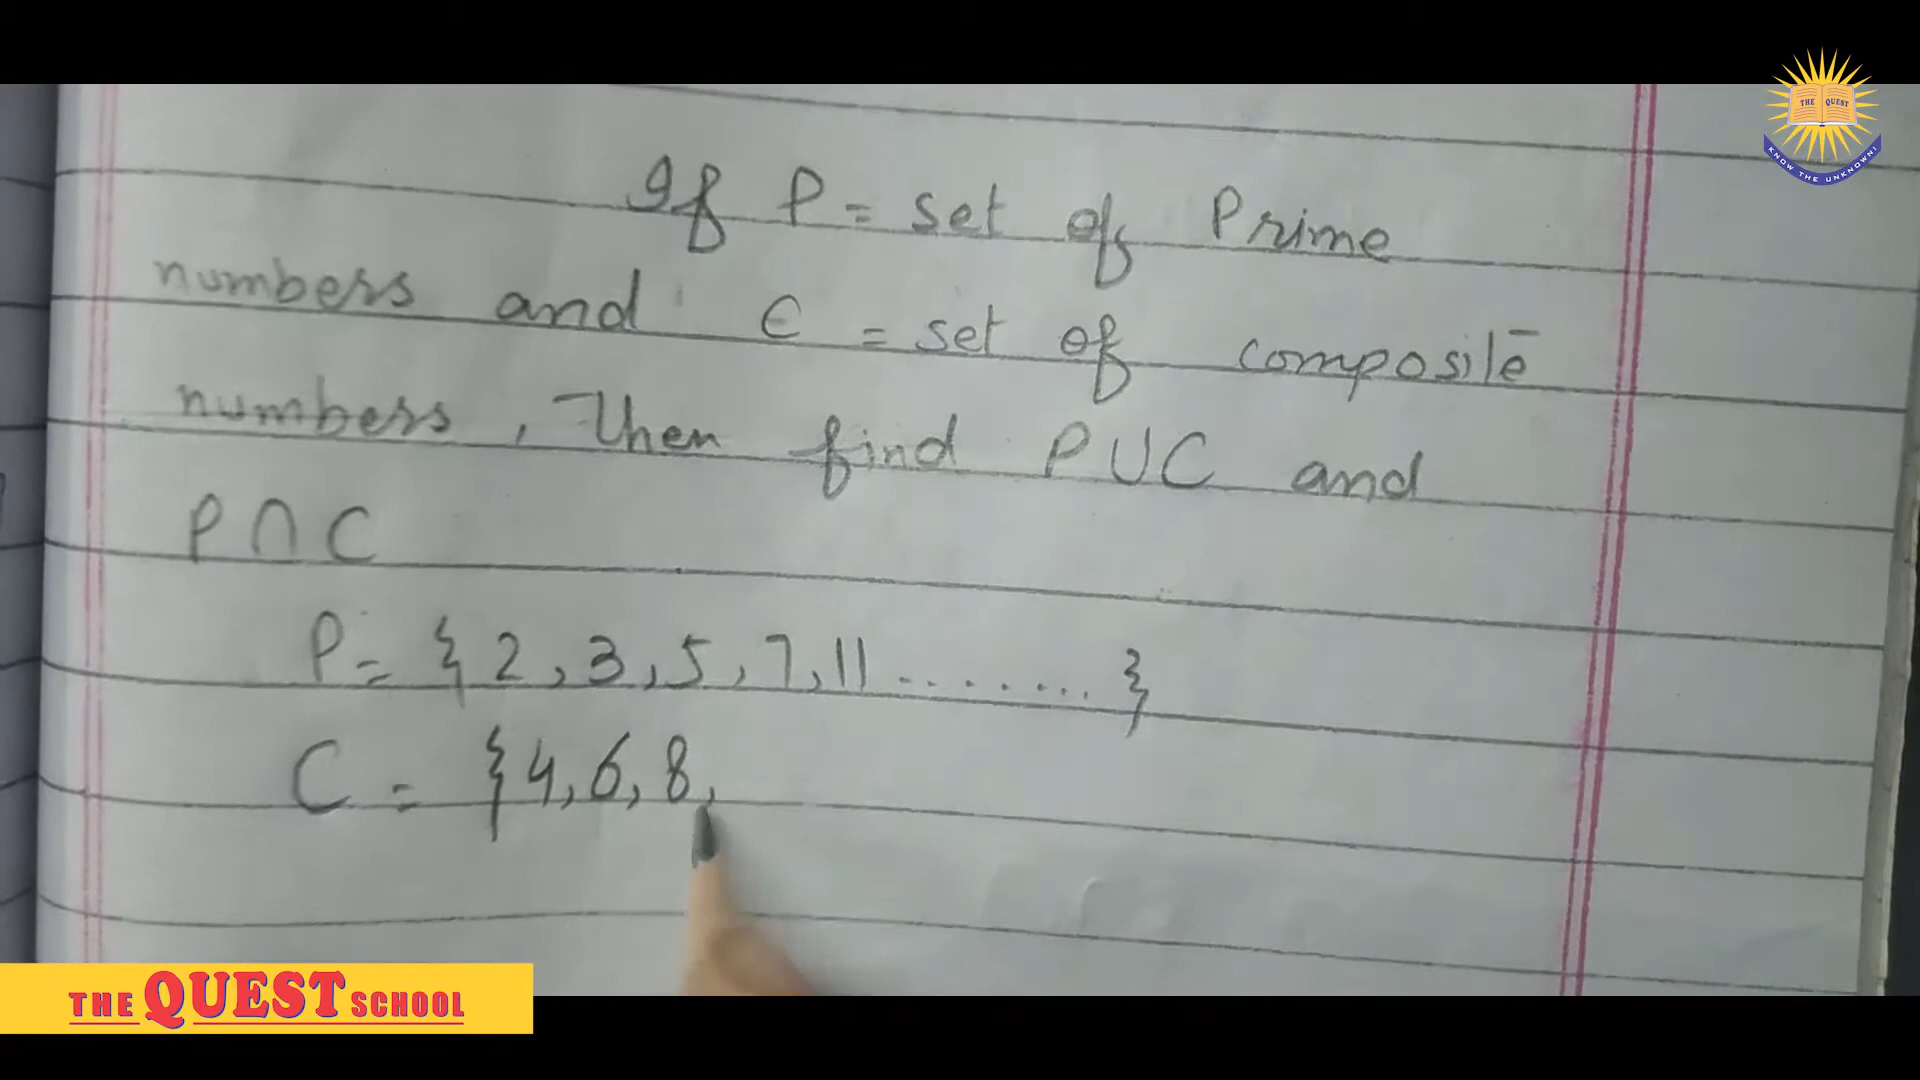 If P = set of Prime
numbers and C = set of composite
numbers, Then find P∪C and
P∩C
P = { 2, 3, 5, 7, 11 ........ }
C = { 4, 6, 8,
THE QUEST
KNOW THE UNKNOWN!
THE QUEST SCHOOL